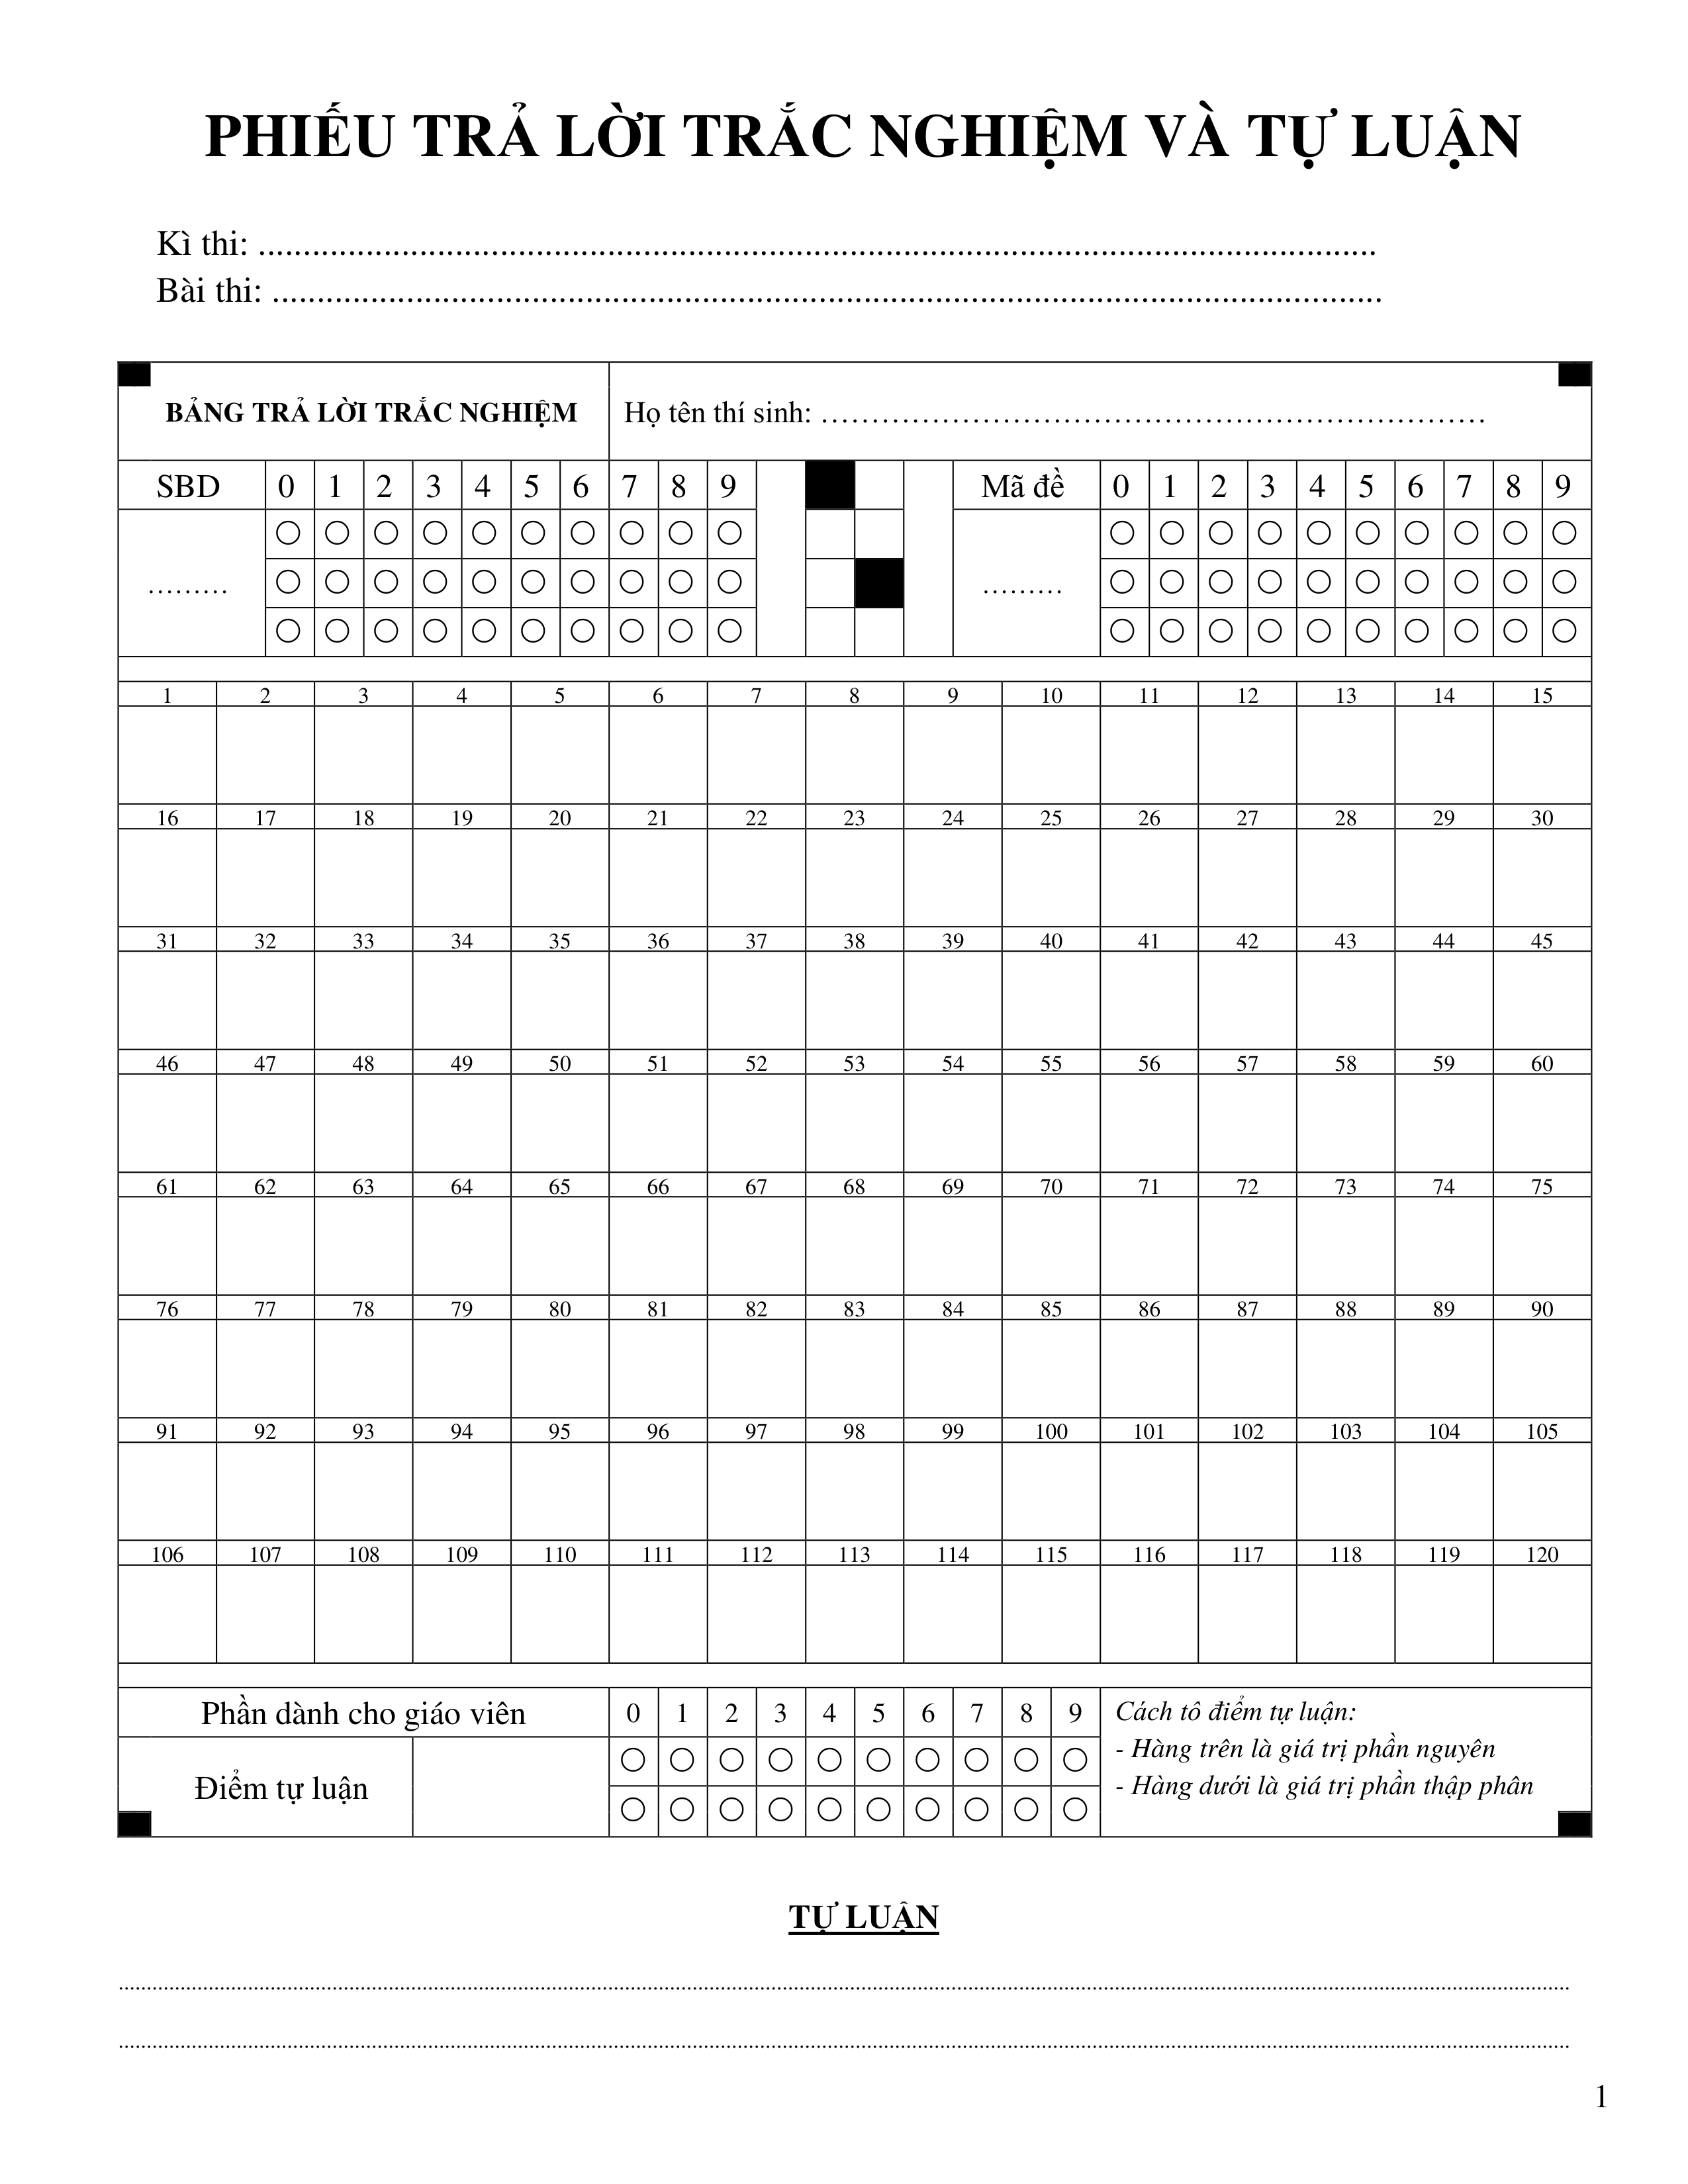 PHIẾU TRẢ LỜI TRẮC NGHIỆM VÀ TỰ LUẬN
Kì thi: ........................................................................................................................
Bài thi: ........................................................................................................................
BẢNG TRẢ LỜI TRẮC NGHIỆM
Họ tên thí sinh: …………………………………………………………
SBD 0 1 2 3 4 5 6 7 8 9
………
Mã đề 0 1 2 3 4 5 6 7 8 9
………
1 2 3 4 5 6 7 8 9 10 11 12 13 14 15
16 17 18 19 20 21 22 23 24 25 26 27 28 29 30
31 32 33 34 35 36 37 38 39 40 41 42 43 44 45
46 47 48 49 50 51 52 53 54 55 56 57 58 59 60
61 62 63 64 65 66 67 68 69 70 71 72 73 74 75
76 77 78 79 80 81 82 83 84 85 86 87 88 89 90
91 92 93 94 95 96 97 98 99 100 101 102 103 104 105
106 107 108 109 110 111 112 113 114 115 116 117 118 119 120
Phần dành cho giáo viên 0 1 2 3 4 5 6 7 8 9
Điểm tự luận
Cách tô điểm tự luận:
- Hàng trên là giá trị phần nguyên
- Hàng dưới là giá trị phần thập phân
TỰ LUẬN
........................................................................................................................
........................................................................................................................
1